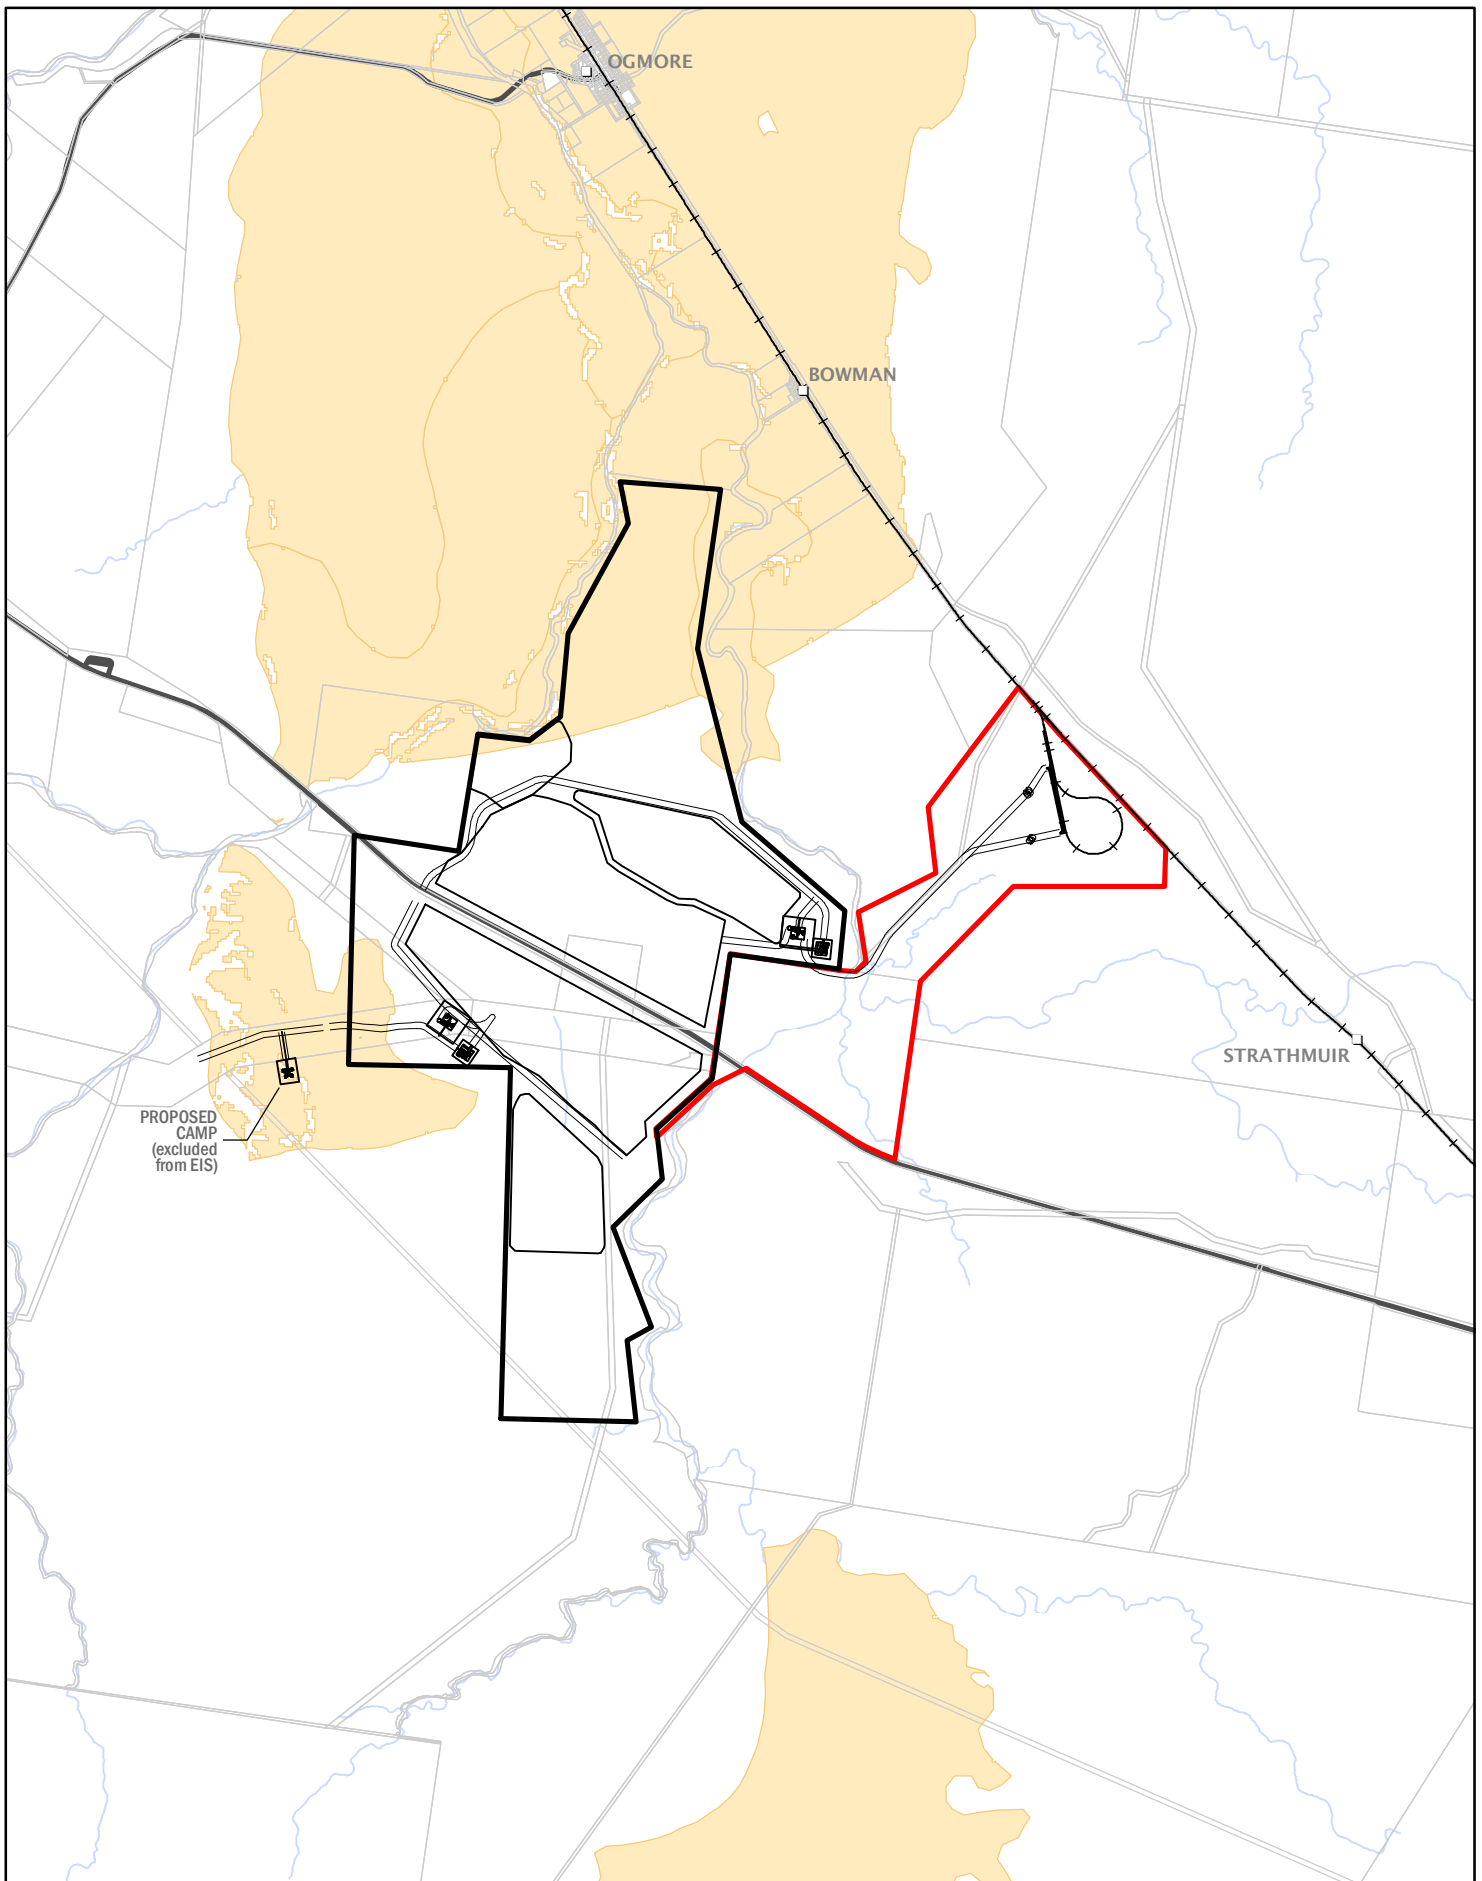 OGMORE
BOWMAN
STRATHMUIR
PROPOSED
CAMP
(excluded
from EIS)